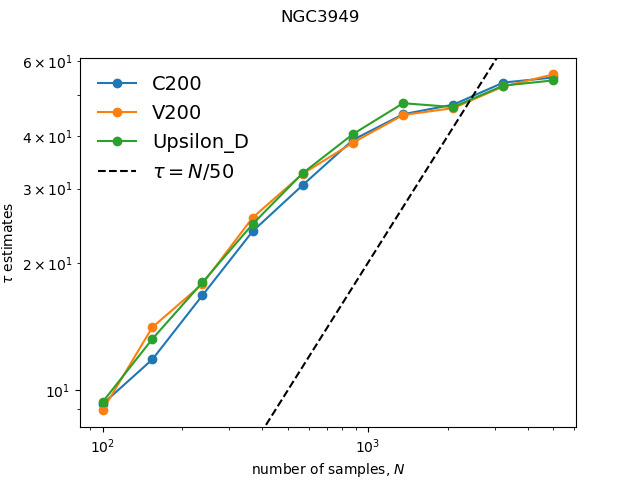 NGC3949
6 × 10¹
4 × 10¹
3 × 10¹
2 × 10¹
10¹
τ estimates
C200
V200
Upsilon_D
τ = N/50
10²
10³
number of samples, N